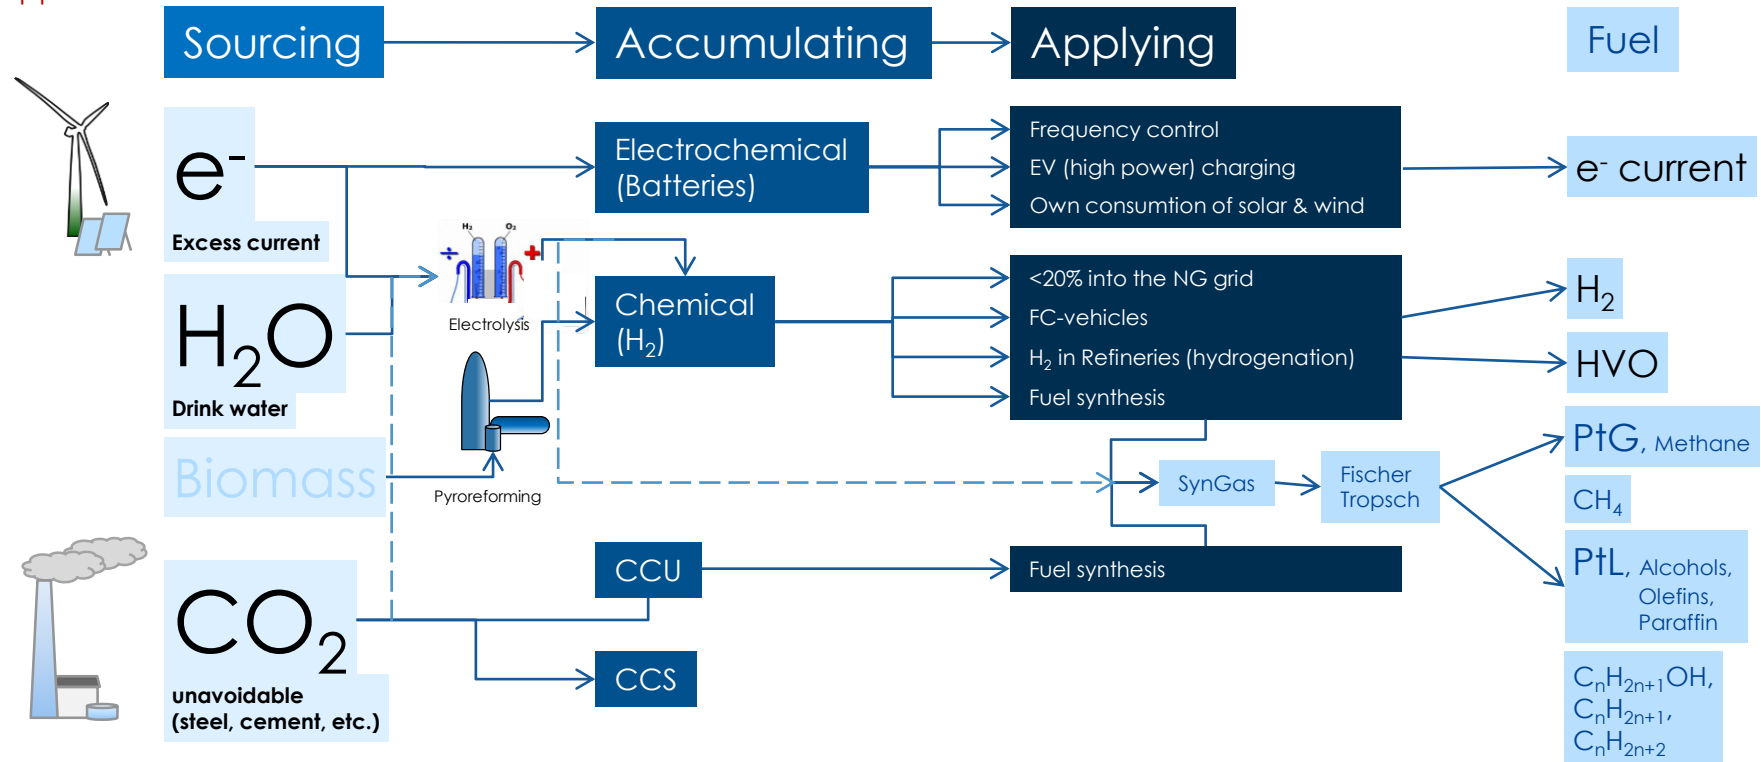 Sourcing
Accumulating
Applying
Fuel
e-
Excess current
Electrochemical
(Batteries)
Frequency control
EV (high power) charging
Own consumtion of solar & wind
e- current
H2
O2
÷
+
Electrolysis
H2O
Drink water
Chemical
(H2)
<20% into the NG grid
FC-vehicles
H2 in Refineries (hydrogenation)
Fuel synthesis
H2
HVO
Biomass
Pyroreforming
SynGas
Fischer
Tropsch
PtG, Methane
CH4
CO2
unavoidable
(steel, cement, etc.)
CCU
Fuel synthesis
CCS
PtL, Alcohols,
Olefins,
Paraffin
CnH2n+1OH,
CnH2n+1,
CnH2n+2